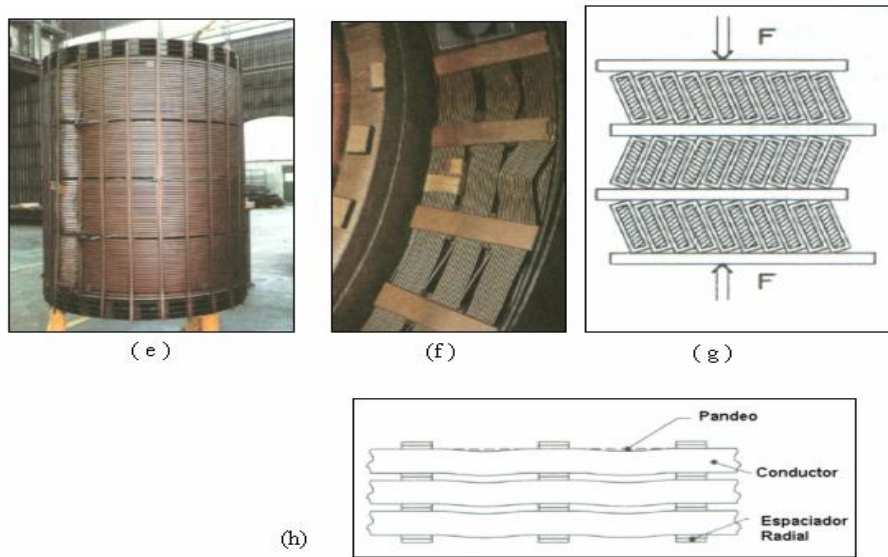 F
F
( e )
(f)
( g )
Pandeo
Conductor
Espaciador
Radial
(h)